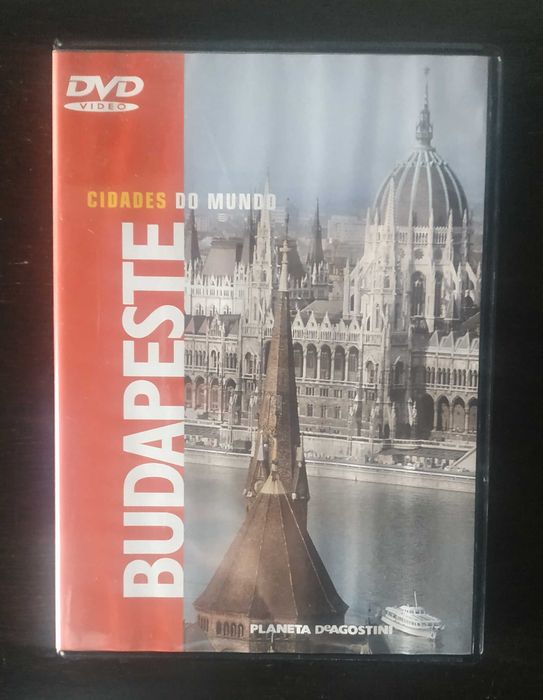 DVD
VIDEO
CIDADES DO MUNDO
BUDAPESTE
PLANETA DeAGOSTINI